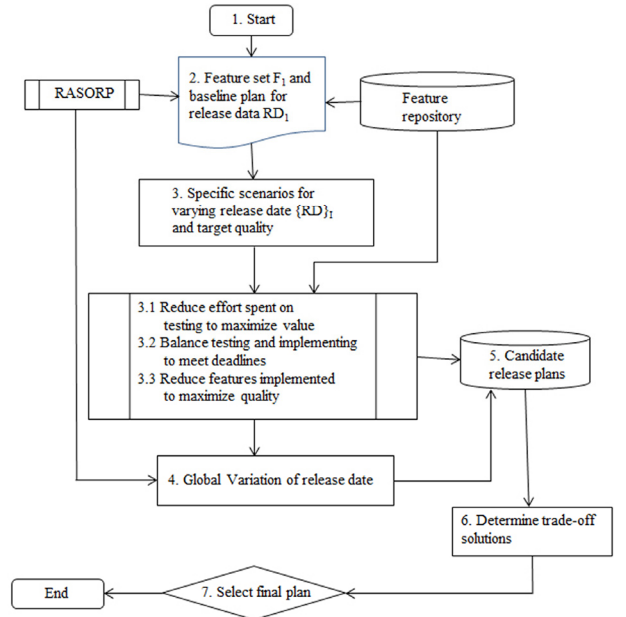 1. Start
2. Feature set F₁ and
baseline plan for
release data RD₁
RASORP
Feature
repository
3. Specific scenarios for
varying release date {RD}ᵢ
and target quality
3.1 Reduce effort spent on
testing to maximize value
3.2 Balance testing and implementing
to meet deadlines
3.3 Reduce features implemented
to maximize quality
5. Candidate
release plans
4. Global Variation of release date
6. Determine trade-off
solutions
7. Select final plan
End